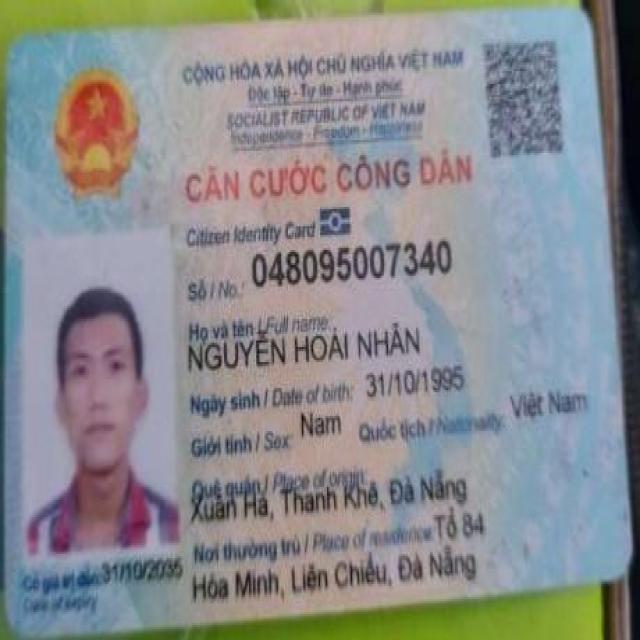 CỘNG HÒA XÃ HỘI CHỦ NGHĨA VIỆT NAM
Độc lập - Tự do - Hạnh phúc
SOCIALIST REPUBLIC OF VIET NAM
Independence - Freedom - Happiness
CĂN CƯỚC CÔNG DÂN
Citizen Identity Card
Số / No.: 048095007340
Họ và tên / Full name:
NGUYỄN HOÀI NHÂN
Ngày sinh / Date of birth: 31/10/1995
Giới tính / Sex: Nam Quốc tịch / Nationality: Việt Nam
Quê quán / Place of origin:
Xuân Hà, Thanh Khê, Đà Nẵng
Nơi thường trú / Place of residence: Tổ 84
Hòa Minh, Liên Chiểu, Đà Nẵng
Có giá trị đến: 31/10/2035
Date of expiry